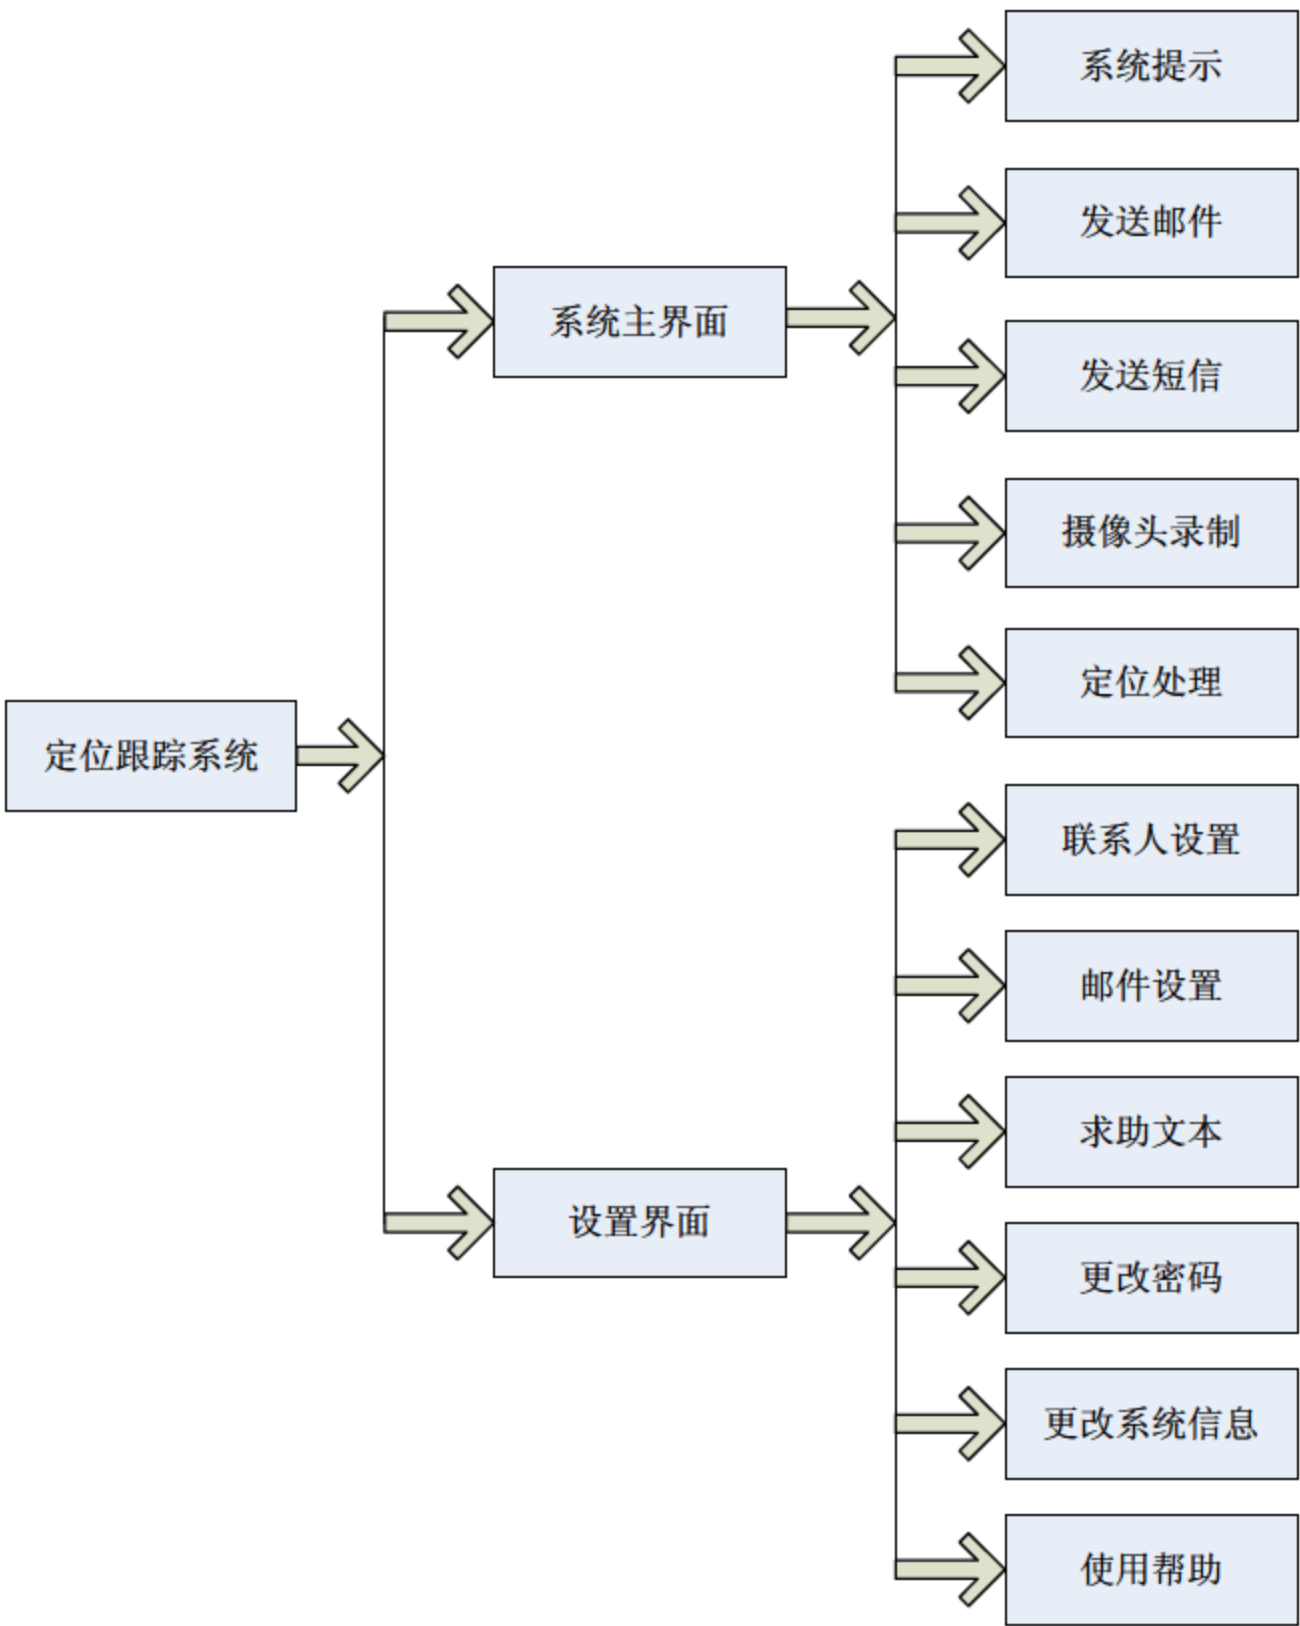 定位跟踪系统
系统主界面
系统提示
发送邮件
发送短信
摄像头录制
定位处理
设置界面
联系人设置
邮件设置
求助文本
更改密码
更改系统信息
使用帮助